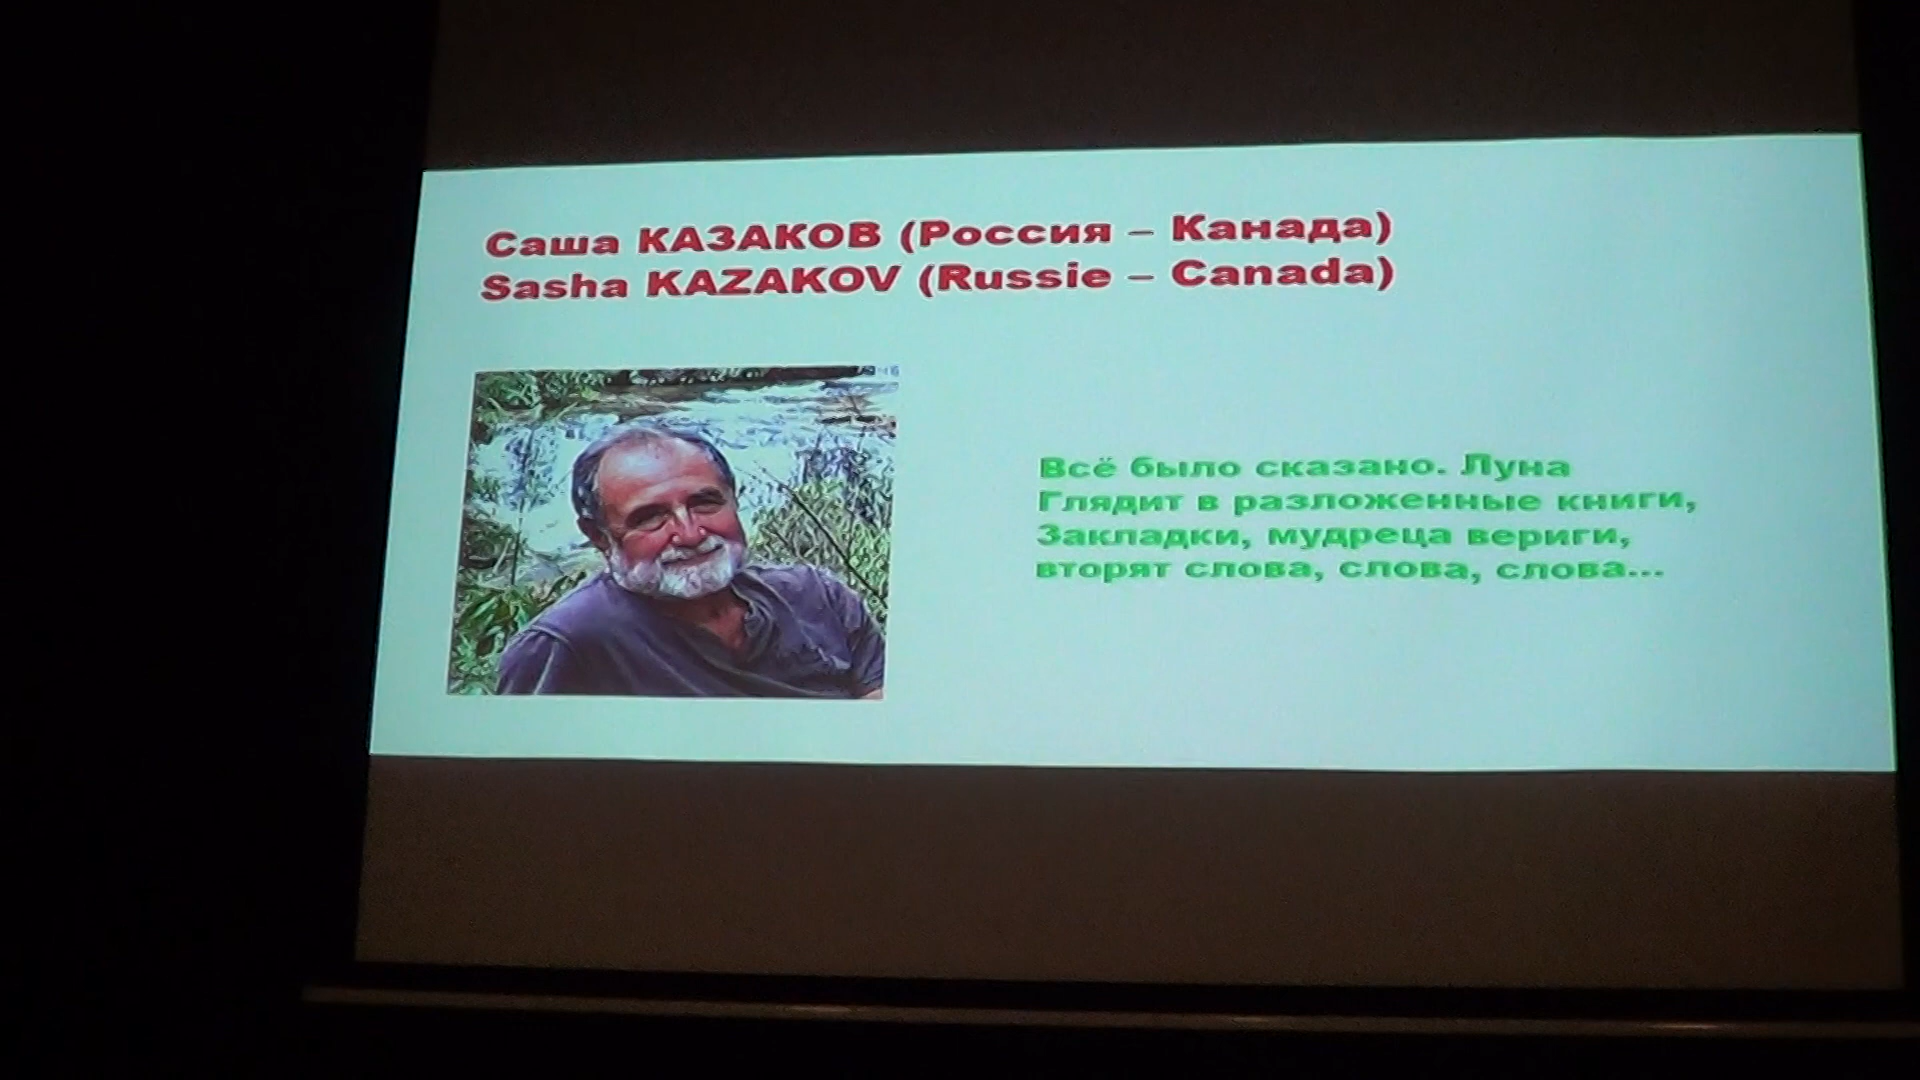 Саша КАЗАКОВ (Россия – Канада)
Sasha KAZAKOV (Russie – Canada)
Всё было сказано. Луна
Глядит в разложенные книги,
Закладки, мудреца вериги,
вторят слова, слова, слова...